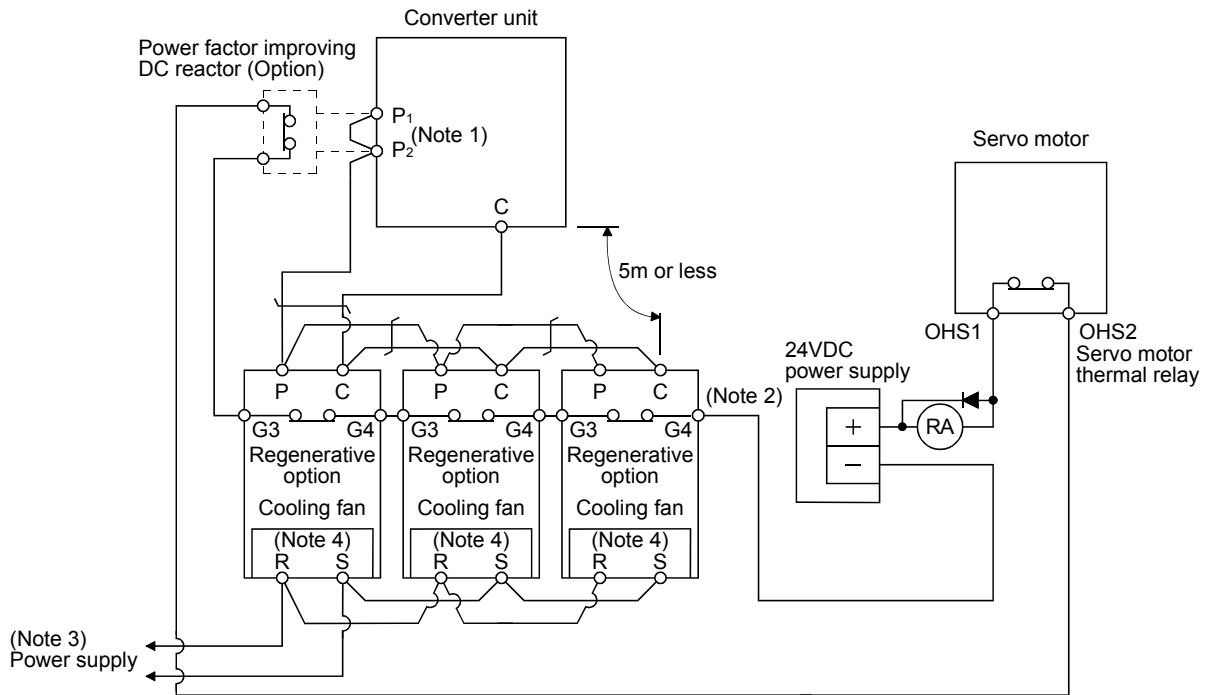 Converter unit
Power factor improving
DC reactor (Option)
P1
(Note 1)
P2
C
5m or less
Servo motor
OHS1
OHS2
Servo motor
thermal relay
24VDC
power supply
+
−
RA
P C P C P C
(Note 2)
G3 G4 G3 G4 G3 G4
Regenerative
option
Regenerative
option
Regenerative
option
Cooling fan
Cooling fan
Cooling fan
(Note 4)
(Note 4)
(Note 4)
R S R S R S
(Note 3)
Power supply